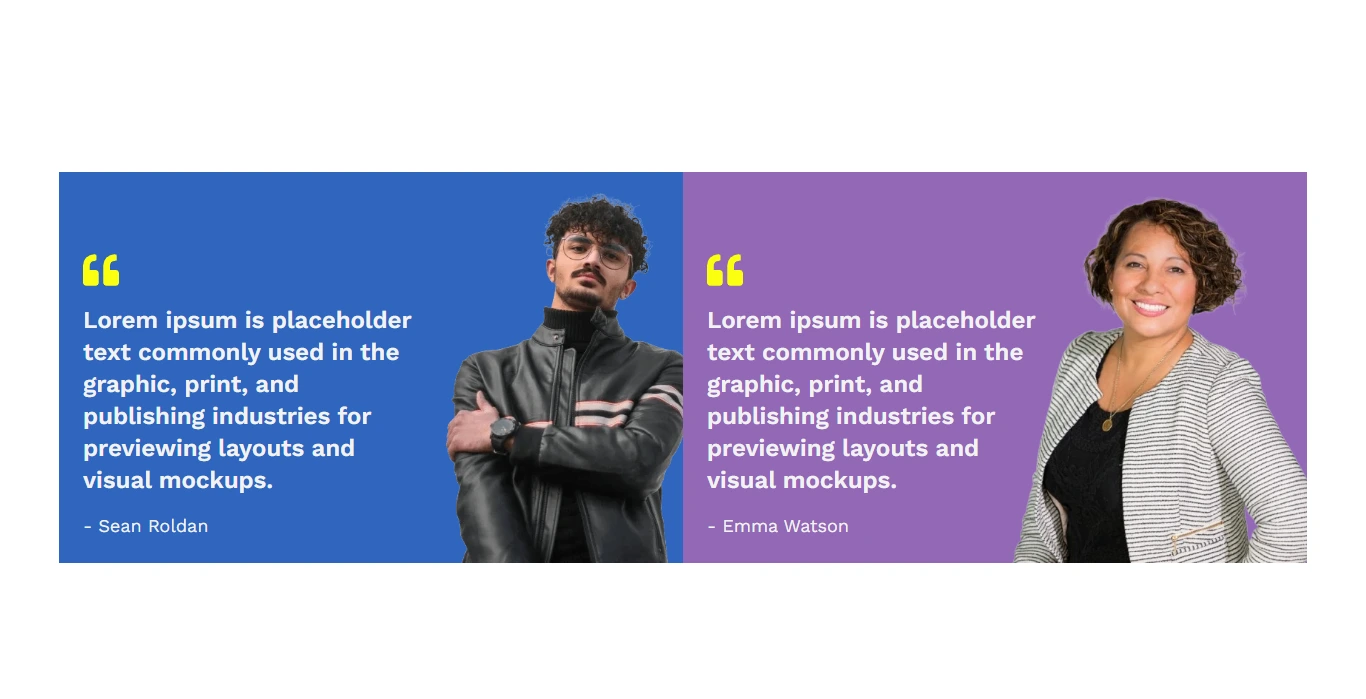 Lorem ipsum is placeholder
text commonly used in the
graphic, print, and
publishing industries for
previewing layouts and
visual mockups.
- Sean Roldan
Lorem ipsum is placeholder
text commonly used in the
graphic, print, and
publishing industries for
previewing layouts and
visual mockups.
- Emma Watson